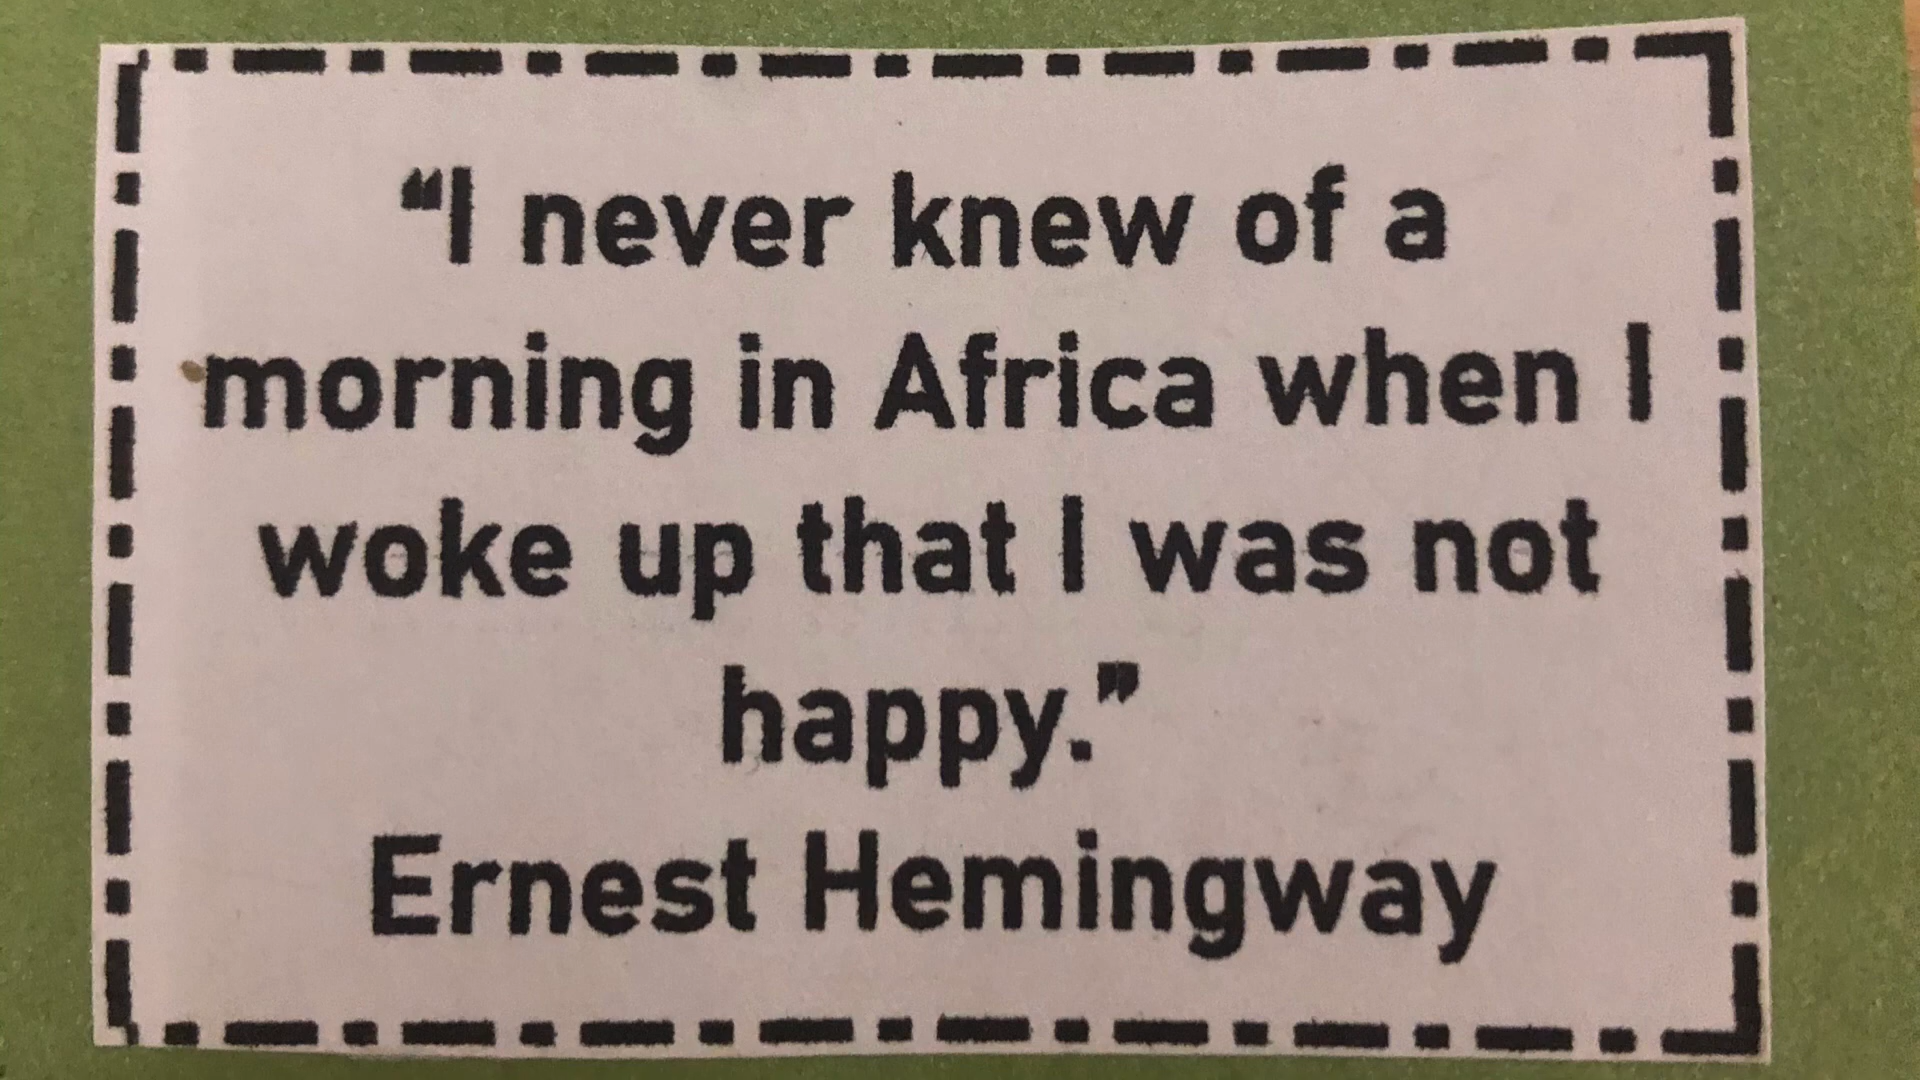 “I never knew of a
morning in Africa when I
woke up that I was not
happy.”
Ernest Hemingway